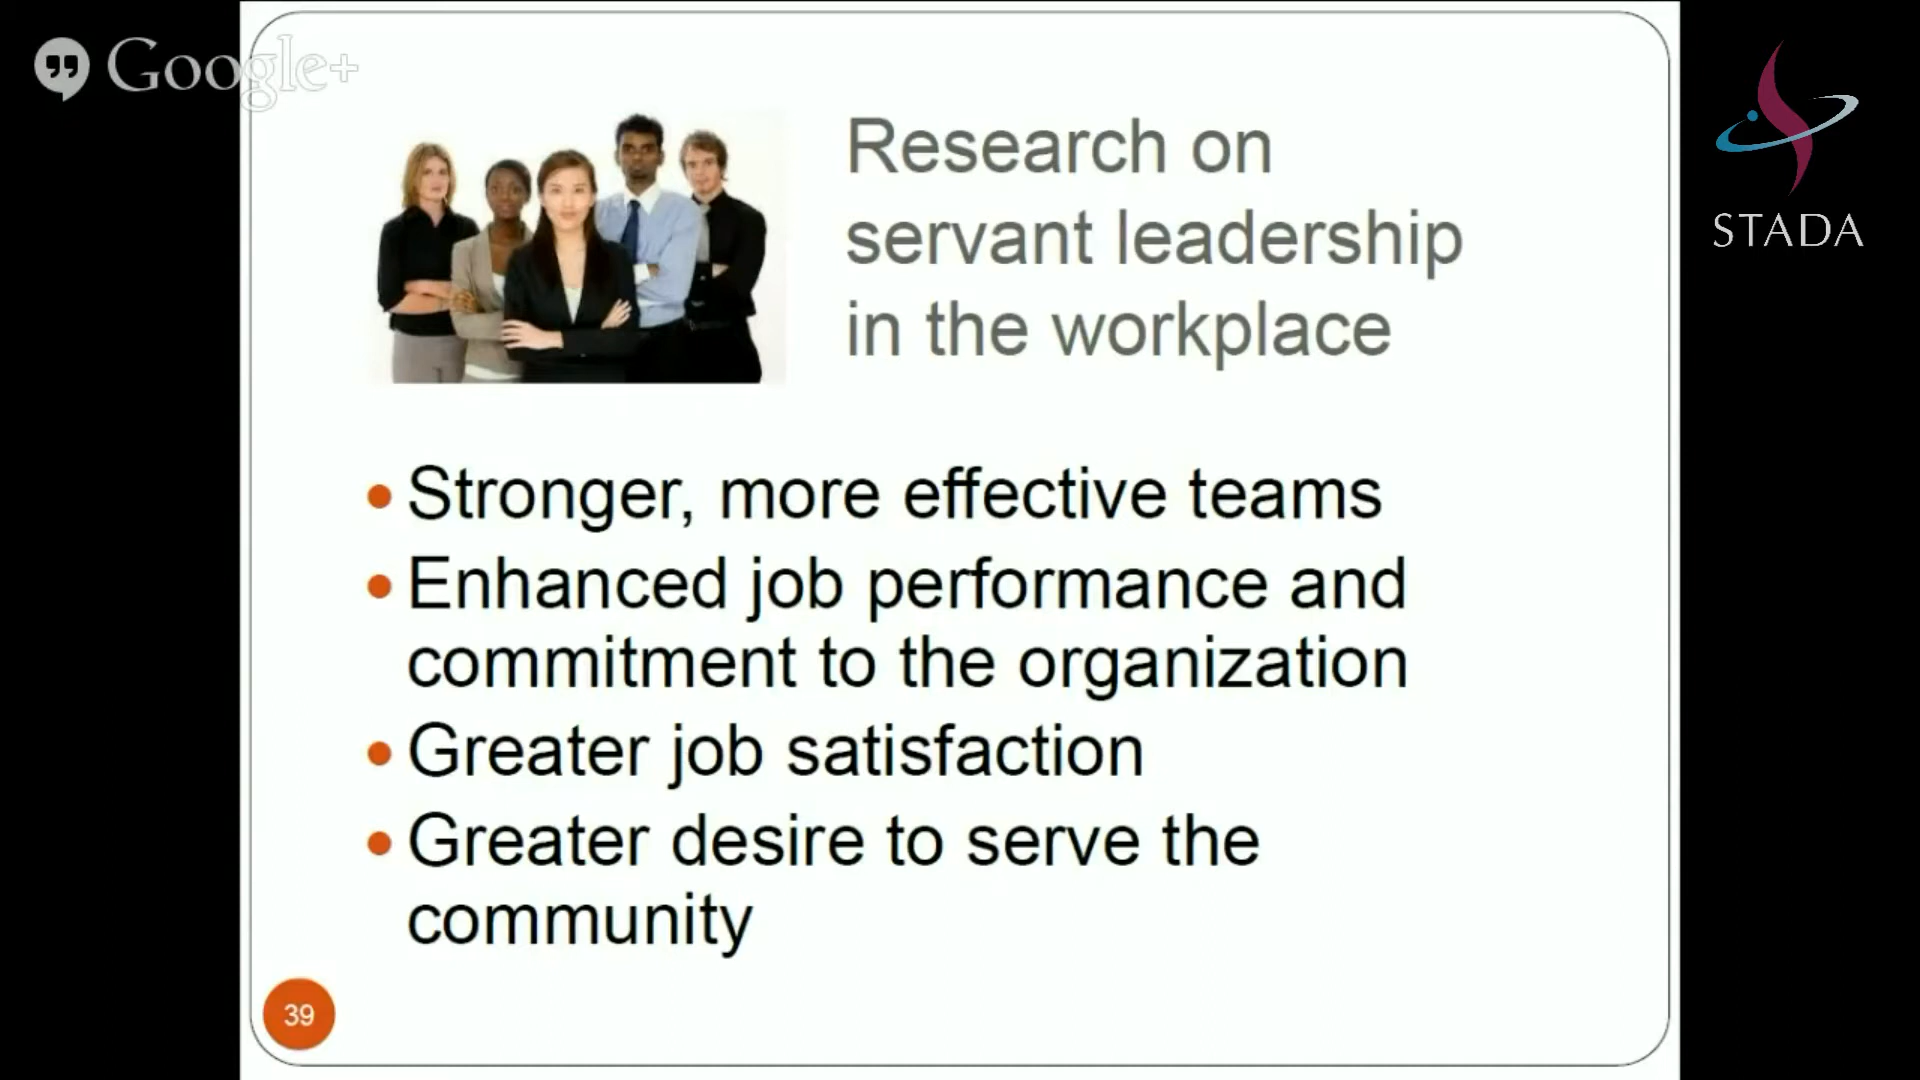 Google+
STADA
Research on
servant leadership
in the workplace
Stronger, more effective teams
Enhanced job performance and
commitment to the organization
Greater job satisfaction
Greater desire to serve the
community
39